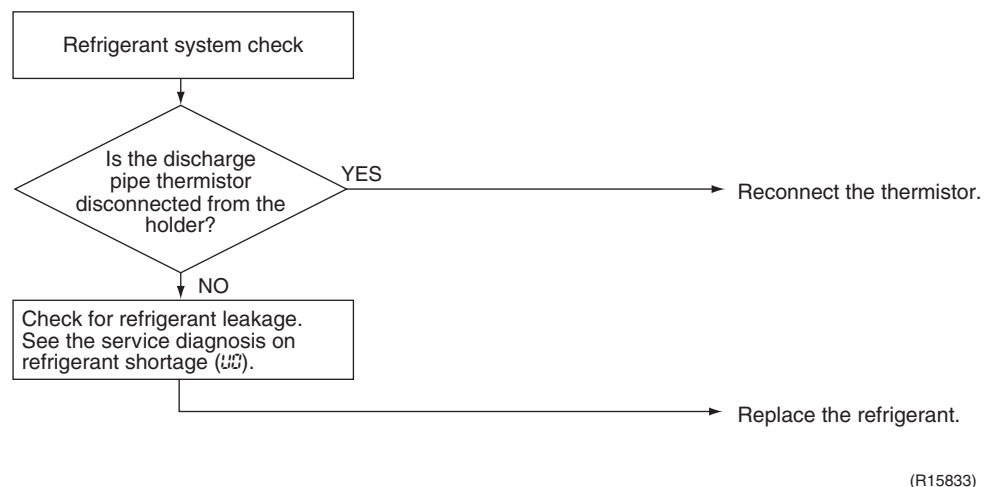 Refrigerant system check
Is the discharge
pipe thermistor
disconnected from the
holder?
YES
Reconnect the thermistor.
NO
Check for refrigerant leakage.
See the service diagnosis on
refrigerant shortage (U0).
Replace the refrigerant.
(R15833)